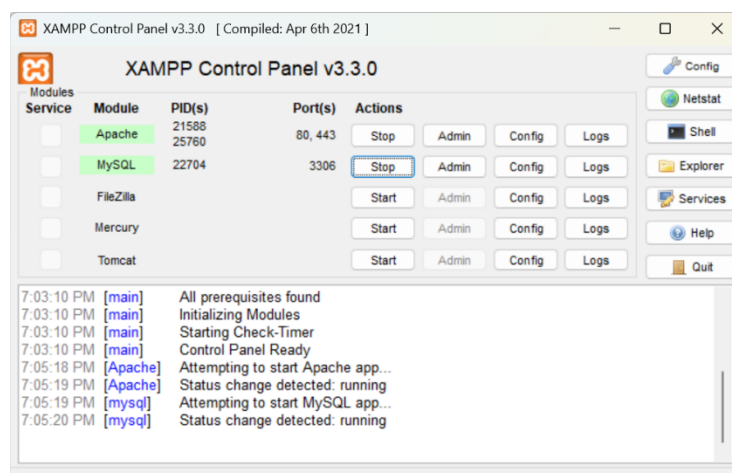 XAMPP Control Panel v3.3.0 [ Compiled: Apr 6th 2021 ]
XAMPP Control Panel v3.3.0
Config
Modules
Service Module PID(s) Port(s) Actions
Netstat
Apache 21588 25760 80, 443 Stop Admin Config Logs
Shell
MySQL 22704 3306 Stop Admin Config Logs
Explorer
FileZilla Start Admin Config Logs
Services
Mercury Start Admin Config Logs
Help
Tomcat Start Admin Config Logs
Quit
7:03:10 PM [main] All prerequisites found
7:03:10 PM [main] Initializing Modules
7:03:10 PM [main] Starting Check-Timer
7:03:10 PM [main] Control Panel Ready
7:05:18 PM [Apache] Attempting to start Apache app...
7:05:19 PM [Apache] Status change detected: running
7:05:19 PM [mysql] Attempting to start MySQL app...
7:05:20 PM [mysql] Status change detected: running